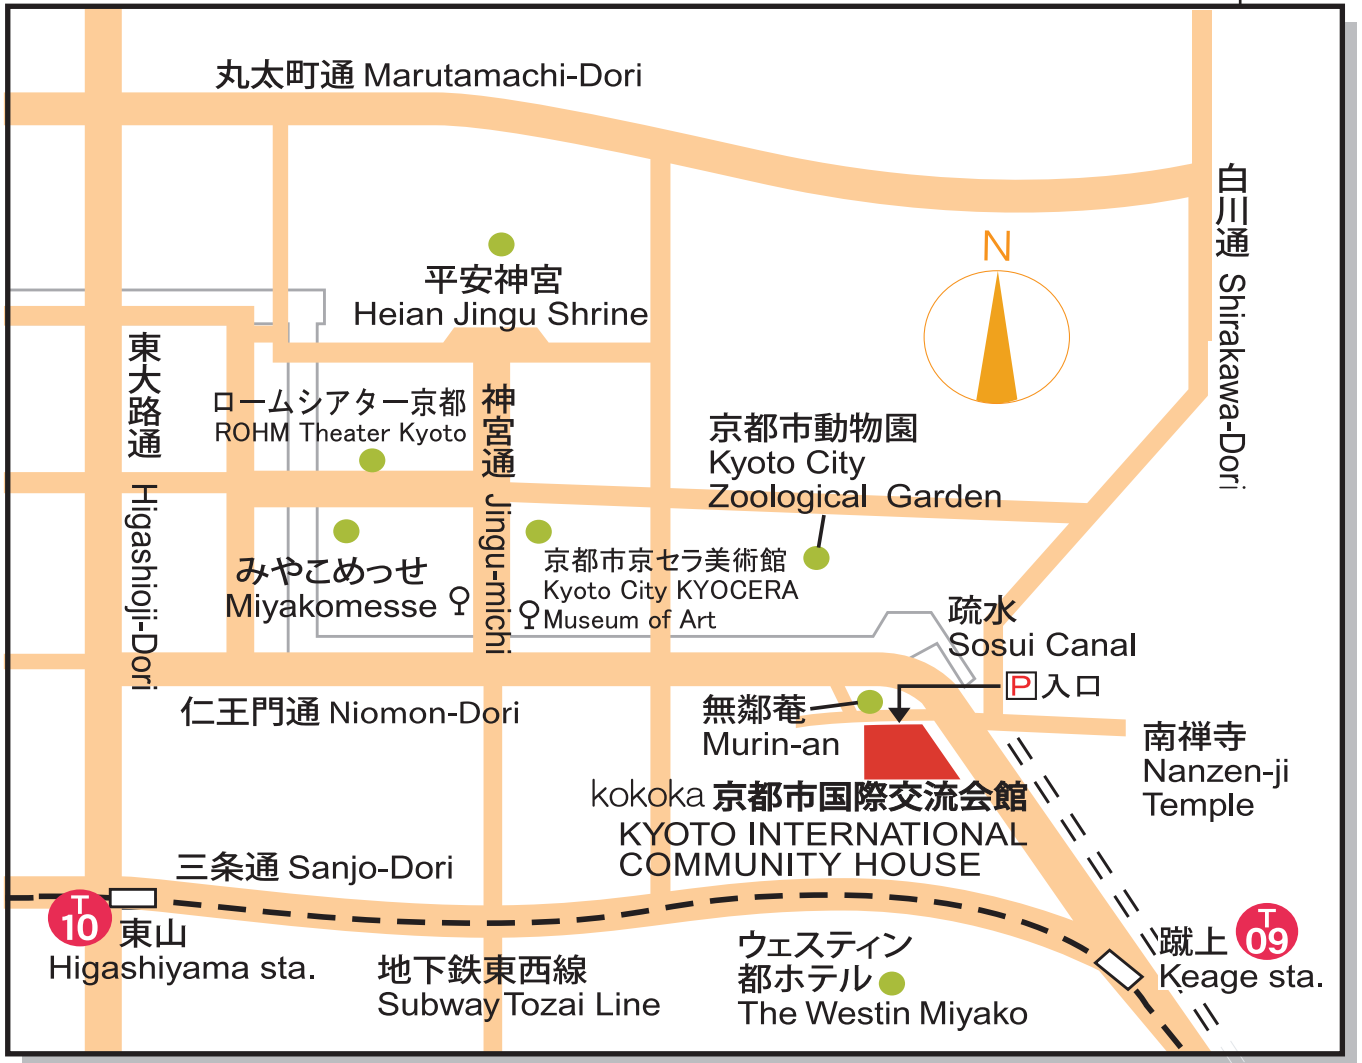 丸太町通 Marutamachi-Dori
白川通 Shirakawa-Dori
N
平安神宮
Heian Jingu Shrine
東大路通 Higashioji-Dori
ロームシアター京都
ROHM Theater Kyoto
神宮通 Jingu-michi
京都市動物園
Kyoto City
Zoological Garden
みやこめっせ
Miyakomesse
京都市京セラ美術館
Kyoto City KYOCERA
Museum of Art
疏水
Sosui Canal
P入口
仁王門通 Niomon-Dori
無鄰菴
Murin-an
南禅寺
Nanzen-ji
Temple
kokoka 京都市国際交流会館
KYOTO INTERNATIONAL
COMMUNITY HOUSE
三条通 Sanjo-Dori
T
10
東山
Higashiyama sta.
地下鉄東西線
Subway Tozai Line
ウェスティン
都ホテル
The Westin Miyako
蹴上
Keage sta.
T
09